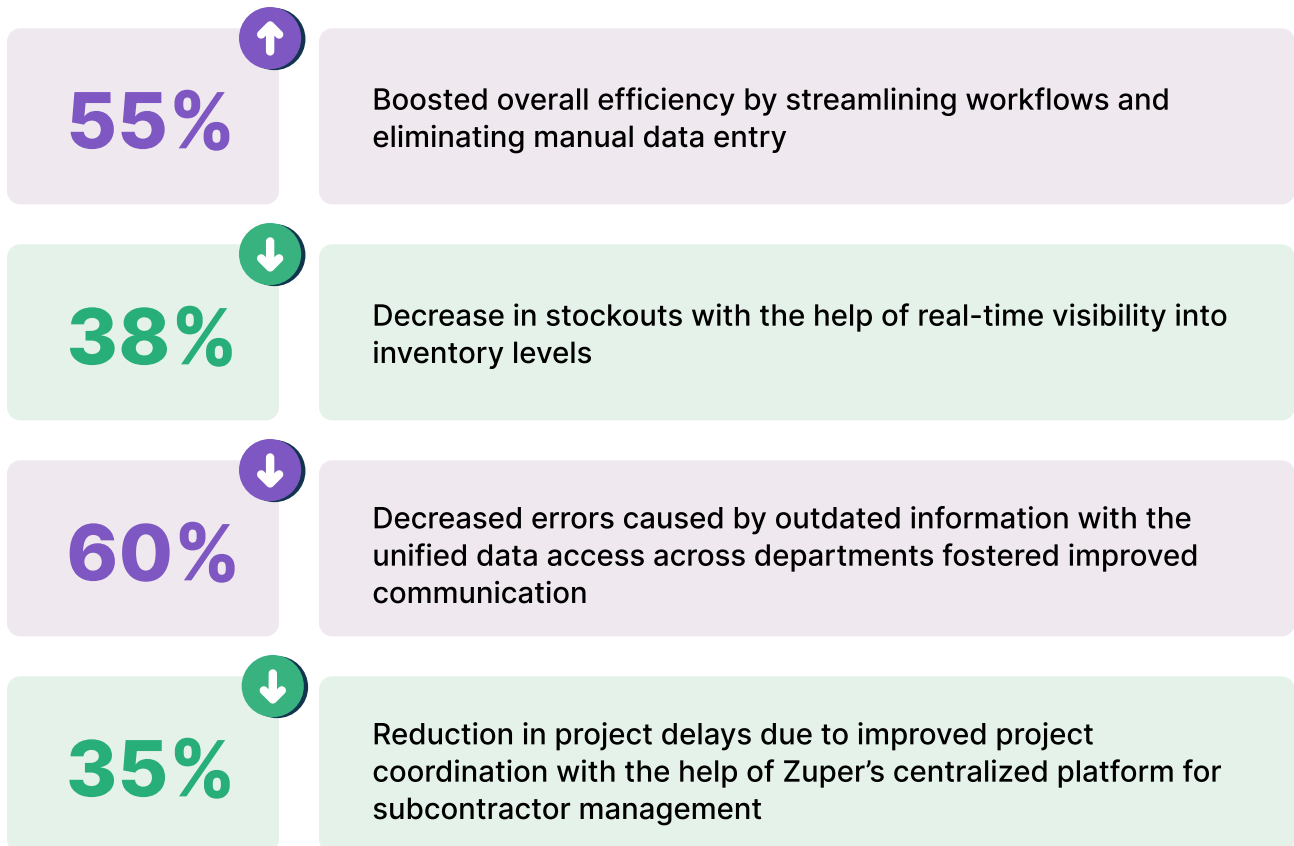 55%
Boosted overall efficiency by streamlining workflows and
eliminating manual data entry
38%
Decrease in stockouts with the help of real-time visibility into
inventory levels
60%
Decreased errors caused by outdated information with the
unified data access across departments fostered improved
communication
35%
Reduction in project delays due to improved project
coordination with the help of Zuper’s centralized platform for
subcontractor management